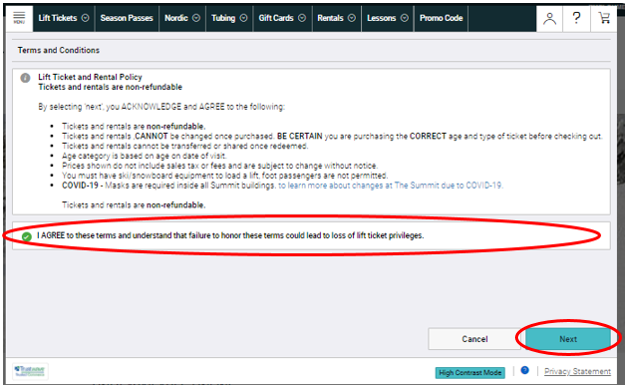 MENU Lift Tickets Season Passes Nordic Tubing Gift Cards Rentals Lessons Promo Code ?
Terms and Conditions
Lift Ticket and Rental Policy
Tickets and rentals are non-refundable
By selecting 'next', you ACKNOWLEDGE and AGREE to the following:
• Tickets and rentals are non-refundable.
• Tickets and rentals .CANNOT be changed once purchased. BE CERTAIN you are purchasing the CORRECT age and type of ticket before checking out.
• Tickets and rentals cannot be transferred or shared once redeemed.
• Age category is based on age on date of visit.
• Prices shown do not include sales tax or fees and are subject to change without notice.
• You must have ski/snowboard equipment to load a lift, foot passengers are not permitted.
• COVID-19 - Masks are required inside all Summit buildings. to learn more about changes at The Summit due to COVID-19.
Tickets and rentals are non-refundable.
I AGREE to these terms and understand that failure to honor these terms could lead to loss of lift ticket privileges.
Cancel Next
High Contrast Mode ? Privacy Statement